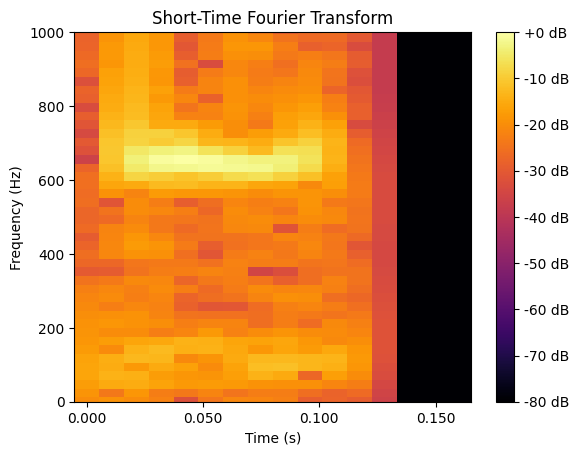 Short-Time Fourier Transform
1000
800
600
400
200
0
Frequency (Hz)
0.000
0.050
0.100
0.150
Time (s)
+0 dB
-10 dB
-20 dB
-30 dB
-40 dB
-50 dB
-60 dB
-70 dB
-80 dB